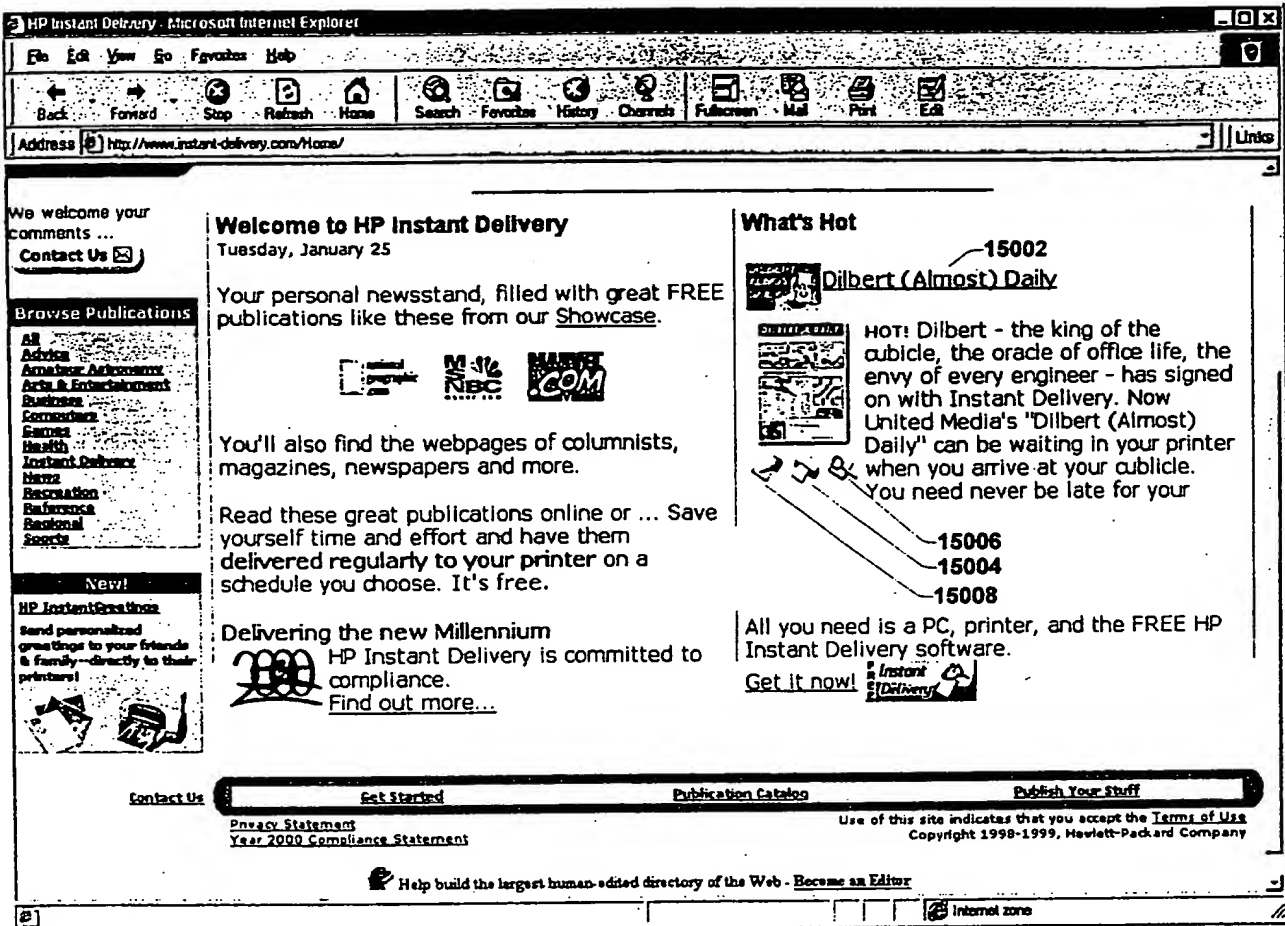 HP Instant Delivery - Microsoft Internet Explorer
File Edit View Go Favorites Help
Back Forward Stop Refresh Home Search Favorites History Channels Fullscreen Mail Print Edit
Address http://www.instant-delivery.com/Home/ Links
We welcome your
comments ...
Contact Us
Browse Publications
All
Advice
Amateur Astronomy
Arts & Entertainment
Business
Computers
Games
Health
Instant Delivery
News
Recreation
Reference
Regional
Sports
New!
HP InstantGreetings
Send personalized
greetings to your friends
& family--directly to their
printers!
Welcome to HP Instant Delivery
Tuesday, January 25
Your personal newsstand, filled with great FREE
publications like these from our Showcase.
national
geographic
.com
MSNBC
MARVEL
.COM
You'll also find the webpages of columnists,
magazines, newspapers and more.
Read these great publications online or ... Save
yourself time and effort and have them
delivered regularly to your printer on a
schedule you choose. It's free.
Delivering the new Millennium
HP Instant Delivery is committed to
compliance.
Find out more...
What's Hot
15002
Dilbert (Almost) Daily
HOT! Dilbert - the king of the
cubicle, the oracle of office life, the
envy of every engineer - has signed
on with Instant Delivery. Now
United Media's "Dilbert (Almost)
Daily" can be waiting in your printer
when you arrive at your cublicle.
You need never be late for your
15006
15004
15008
All you need is a PC, printer, and the FREE HP
Instant Delivery software.
Get it now!
FREE
Instant
Delivery
Contact Us Get Started Publication Catalog Publish Your Stuff
Privacy Statement
Year 2000 Compliance Statement
Use of this site indicates that you accept the Terms of Use
Copyright 1998-1999, Hewlett-Packard Company
Help build the largest human-edited directory of the Web - Become an Editor
Internet zone